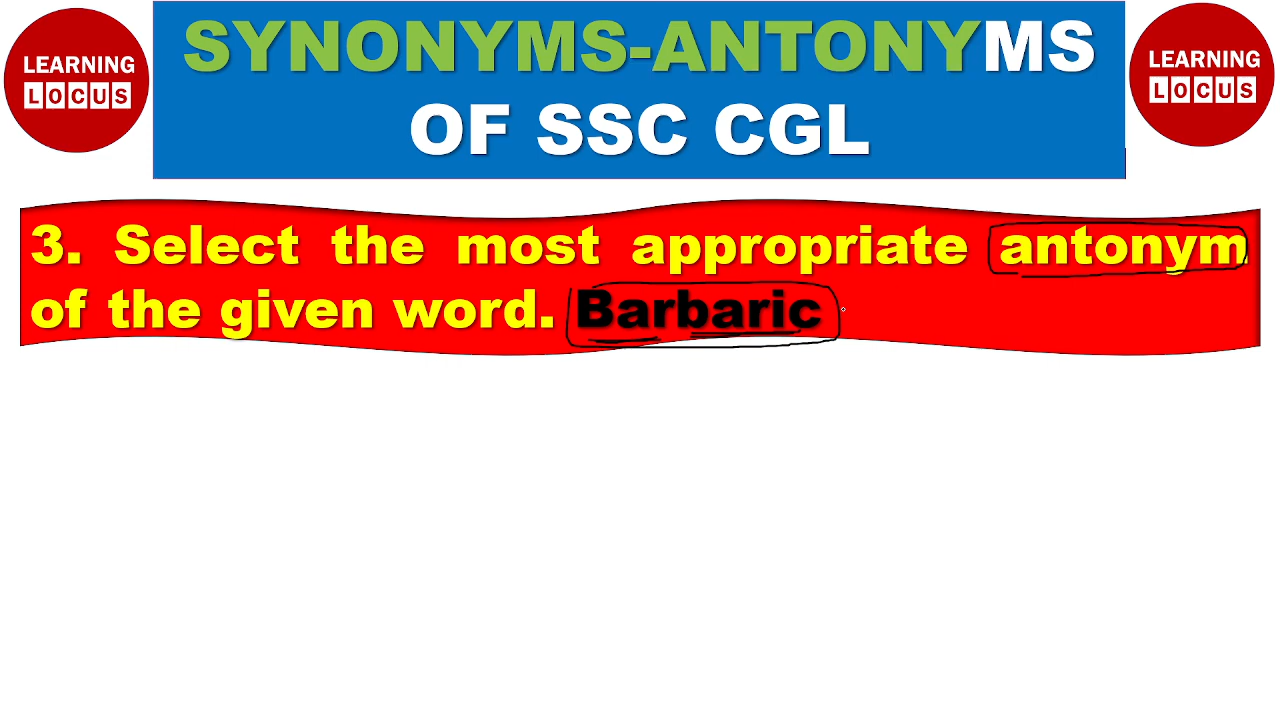 LEARNING
LOCUS
SYNONYMS-ANTONYMS
OF SSC CGL
LEARNING
LOCUS
3. Select the most appropriate antonym
of the given word. Barbaric